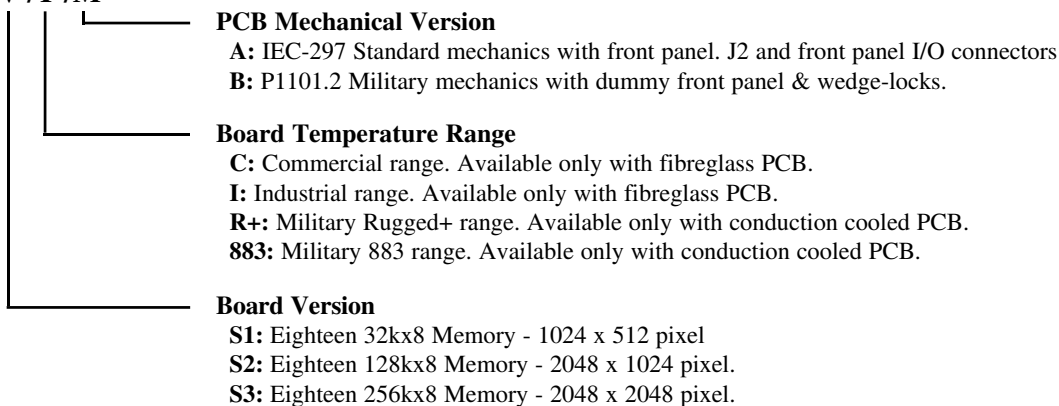 PCB Mechanical Version
A: IEC-297 Standard mechanics with front panel. J2 and front panel I/O connectors
B: P1101.2 Military mechanics with dummy front panel & wedge-locks.
Board Temperature Range
C: Commercial range. Available only with fibreglass PCB.
I: Industrial range. Available only with fibreglass PCB.
R+: Military Rugged+ range. Available only with conduction cooled PCB.
883: Military 883 range. Available only with conduction cooled PCB.
Board Version
S1: Eighteen 32kx8 Memory - 1024 x 512 pixel
S2: Eighteen 128kx8 Memory - 2048 x 1024 pixel.
S3: Eighteen 256kx8 Memory - 2048 x 2048 pixel.